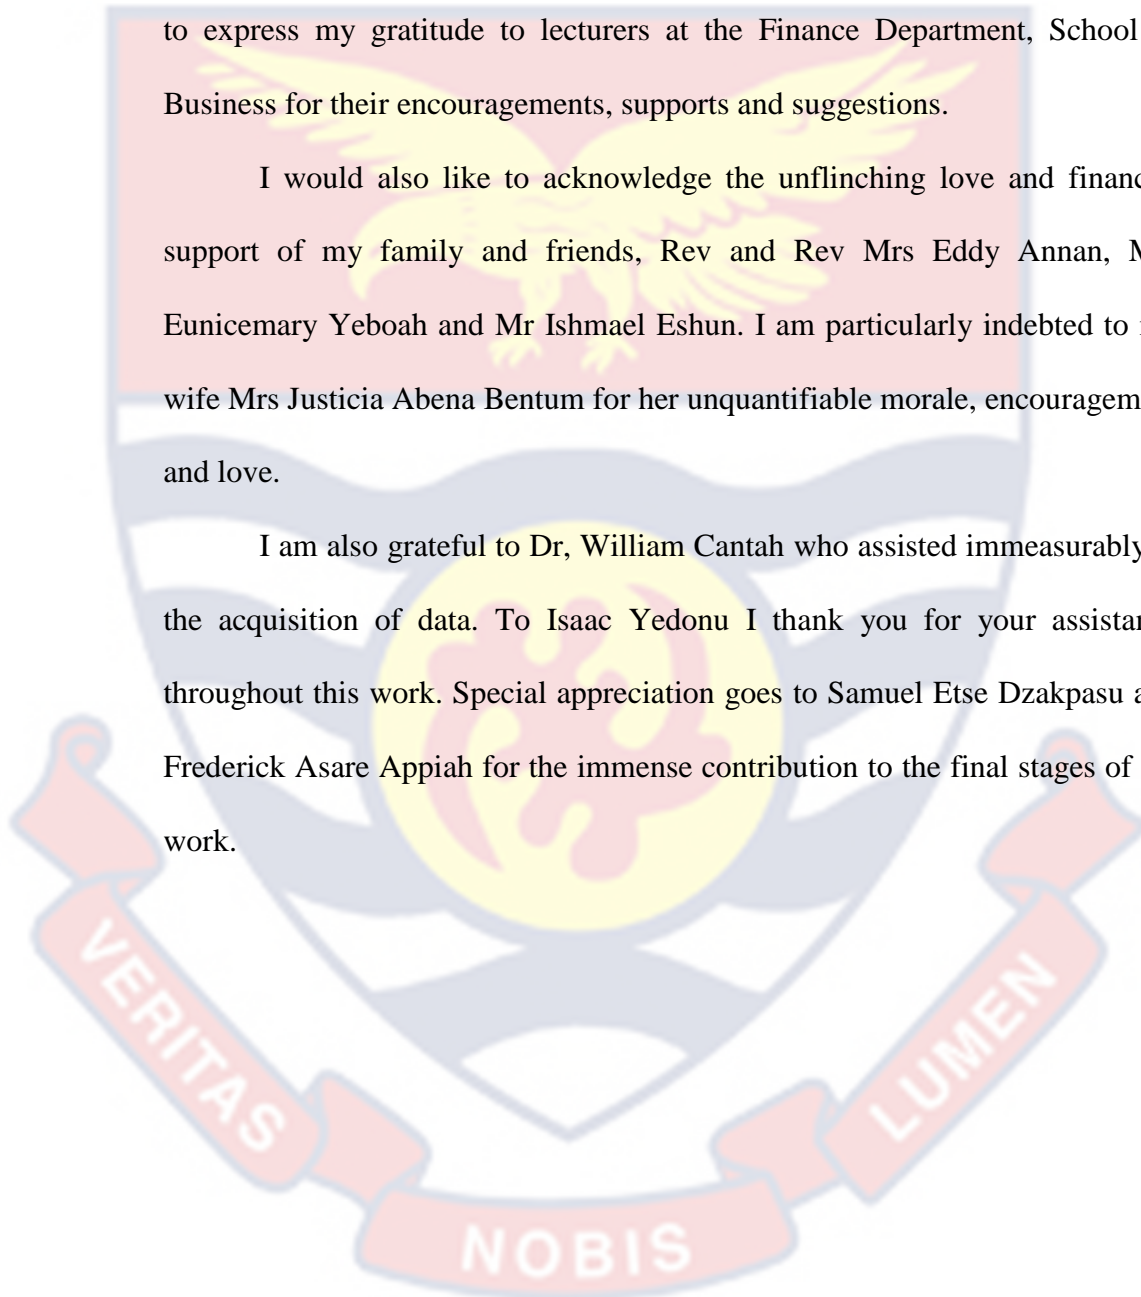 to express my gratitude to lecturers at the Finance Department, School
Business for their encouragements, supports and suggestions.
I would also like to acknowledge the unflinching love and financ
support of my family and friends, Rev and Rev Mrs Eddy Annan, M
Eunicemary Yeboah and Mr Ishmael Eshun. I am particularly indebted to
wife Mrs Justicia Abena Bentum for her unquantifiable morale, encouragem
and love.
I am also grateful to Dr, William Cantah who assisted immeasurably
the acquisition of data. To Isaac Yedonu I thank you for your assistan
throughout this work. Special appreciation goes to Samuel Etse Dzakpasu a
Frederick Asare Appiah for the immense contribution to the final stages of
work.
VERITAS
NOBIS
LUMEN